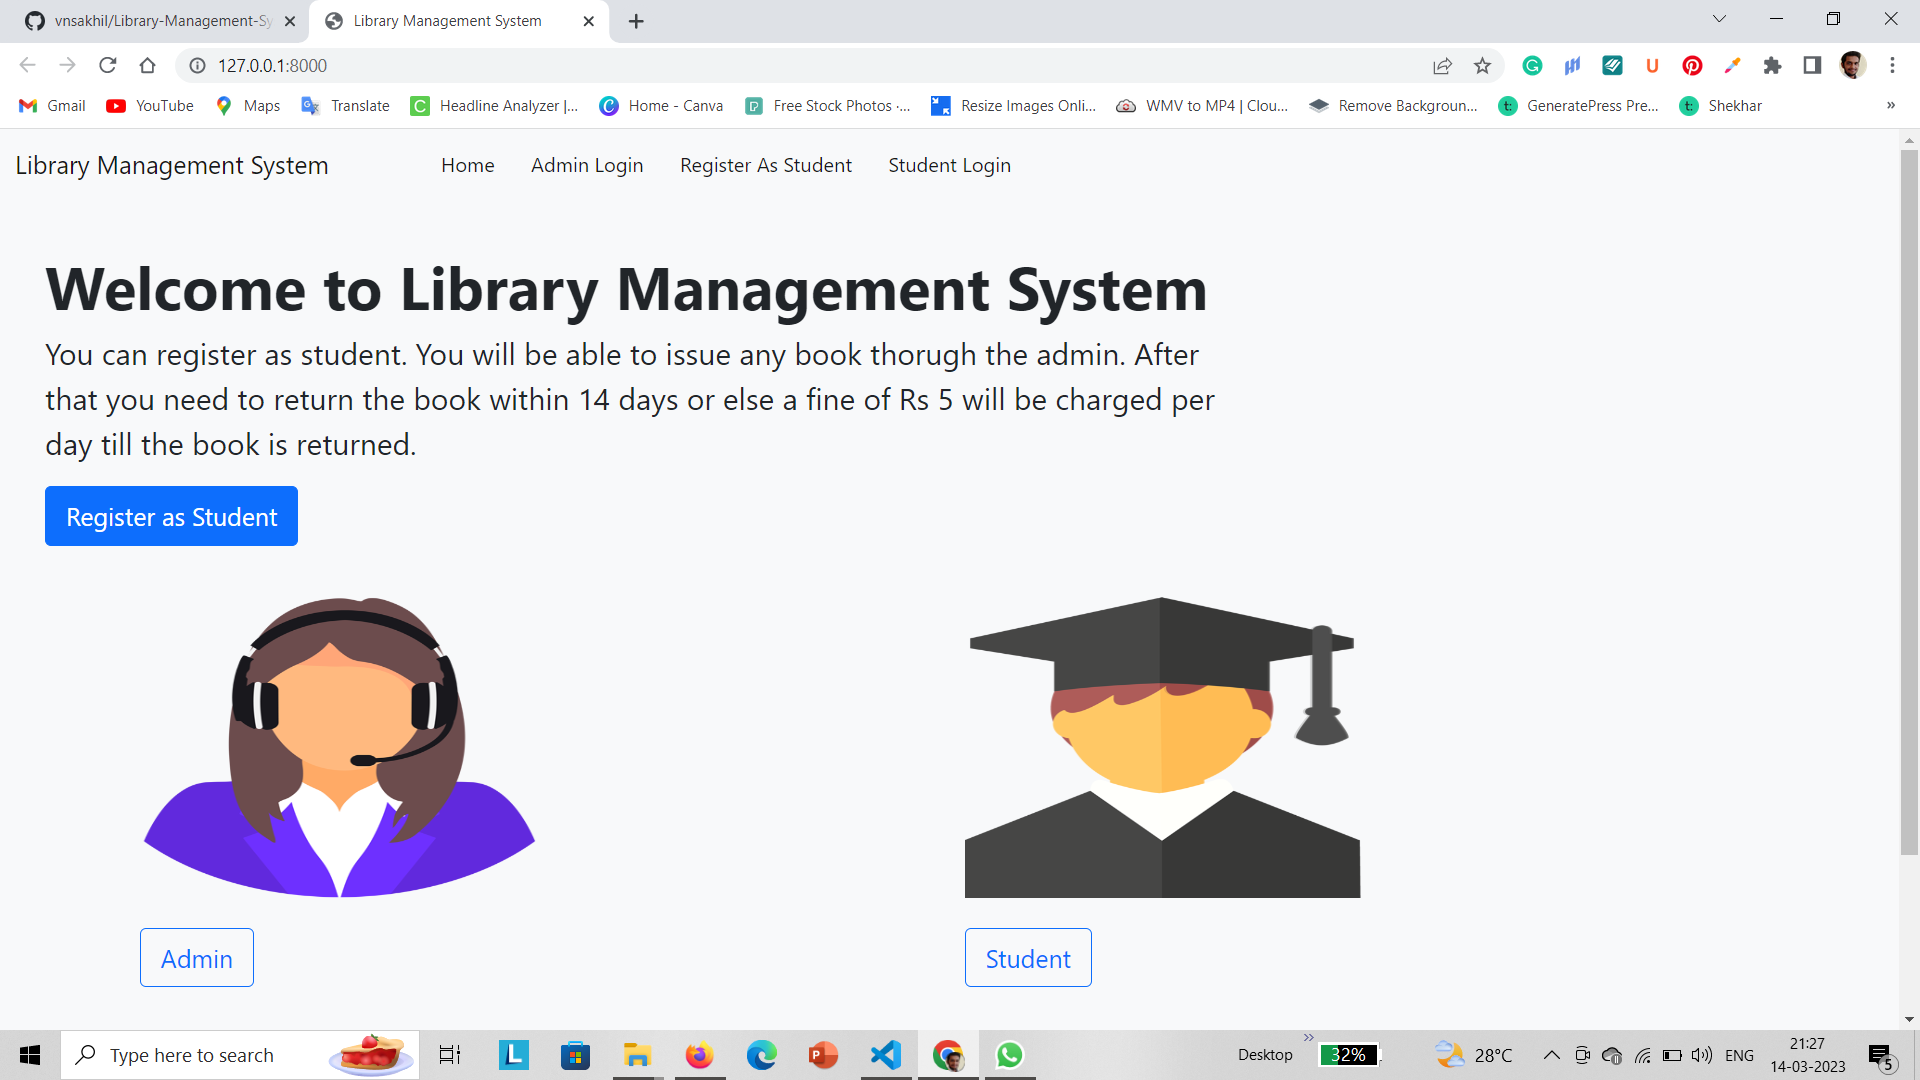 vnsakhil/Library-Management-Sy
Library Management System
127.0.0.1:8000
Gmail YouTube Maps Translate Headline Analyzer |... Home - Canva Free Stock Photos ·... Resize Images Onli... WMV to MP4 | Clou... Remove Backgroun... GeneratePress Pre... Shekhar
Library Management System Home Admin Login Register As Student Student Login
Welcome to Library Management System
You can register as student. You will be able to issue any book thorugh the admin. After
that you need to return the book within 14 days or else a fine of Rs 5 will be charged per
day till the book is returned.
Register as Student
Admin
Student
Type here to search
Desktop
32%
28°C
ENG
21:27
14-03-2023
5